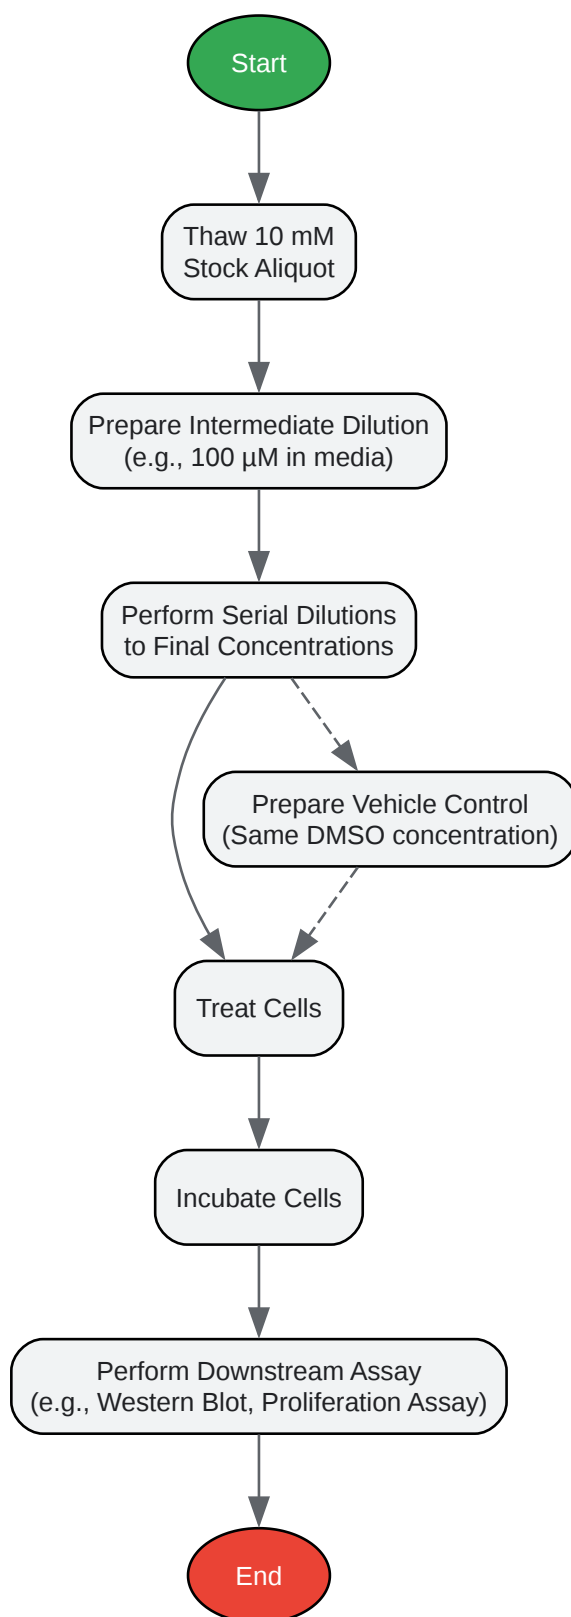 Start
Thaw 10 mM
Stock Aliquot
Prepare Intermediate Dilution
(e.g., 100 µM in media)
Perform Serial Dilutions
to Final Concentrations
Prepare Vehicle Control
(Same DMSO concentration)
Treat Cells
Incubate Cells
Perform Downstream Assay
(e.g., Western Blot, Proliferation Assay)
End